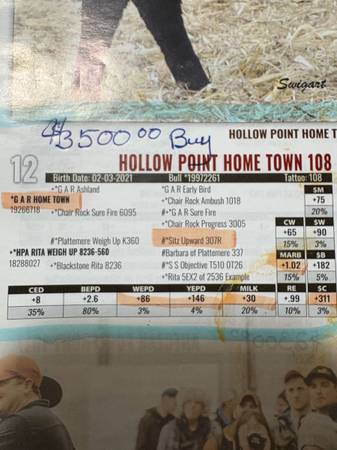 Swigart
$3500.00 Buy
HOLLOW POINT HOME T
12
HOLLOW POINT HOME TOWN 108
Birth Date: 02-03-2021 Bull *19972261 Tattoo: 108
*G A R Ashland
*G A R HOME TOWN
19266718
*Chair Rock Sure Fire 6095
G A R Early Bird
*Chair Rock Ambush 1018
#*G A R Sure Fire
*Chair Rock Progress 3005
#*Plattemere Weigh Up K360
+*HPA RITA WEIGH UP 8236-560
18288027
+*Blackstone Rita 8236
#*Sitz Upward 307R
#Barbara of Plattemere 337
#*S S Objective T510 0T26
+*Rita 5EX2 of 2536 Example
$M
+75
20%
CW $W
+65 +90
15% 3%
MARB $B
+1.02 +182
15% 5%
CED BEPD WEPD YEPD MILK RE $C
+8 +2.6 +86 +146 +30 +.99 +311
35% 80% 3% 4% 20% 10% 3%